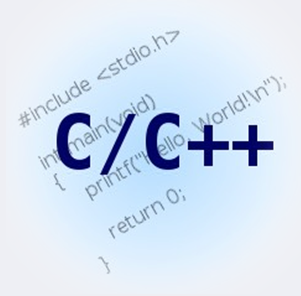 #include <stdio.h>
int main(void)
{
printf("Hello, World!\n");
return 0;
}
C/C++